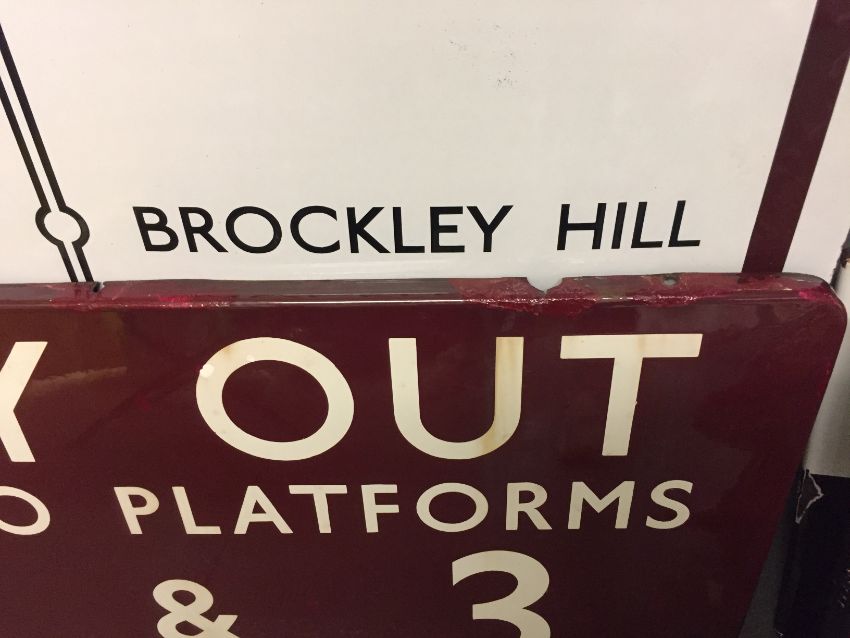 BROCKLEY HILL
OUT
PLATFORMS
& 3